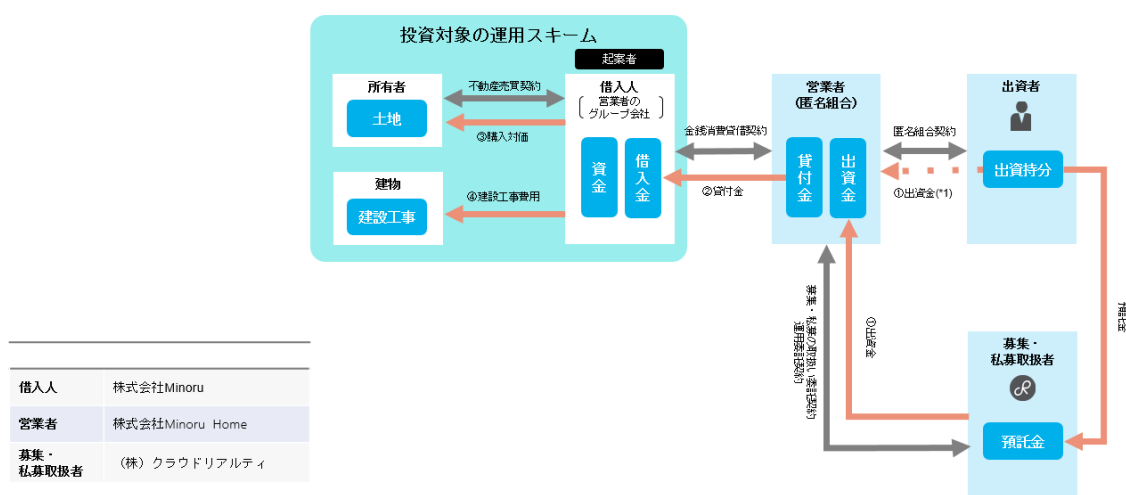 投資対象の運用スキーム
起案者
所有者
土地
不動産売買契約
③購入対価
借入人
営業者の
グループ会社
資金
借入金
建物
建設工事
④建設工事費用
金銭消費貸借契約
②貸付金
営業者
(匿名組合)
貸付金
出資金
匿名組合契約
①出資金(*1)
出資者
出資持分
預託金
募集・私募の取扱い委託契約
運用委託契約
①出資金
募集・
私募取扱者
預託金
借入人
株式会社Minoru
営業者
株式会社Minoru Home
募集・
私募取扱者
（株）クラウドリアルティ